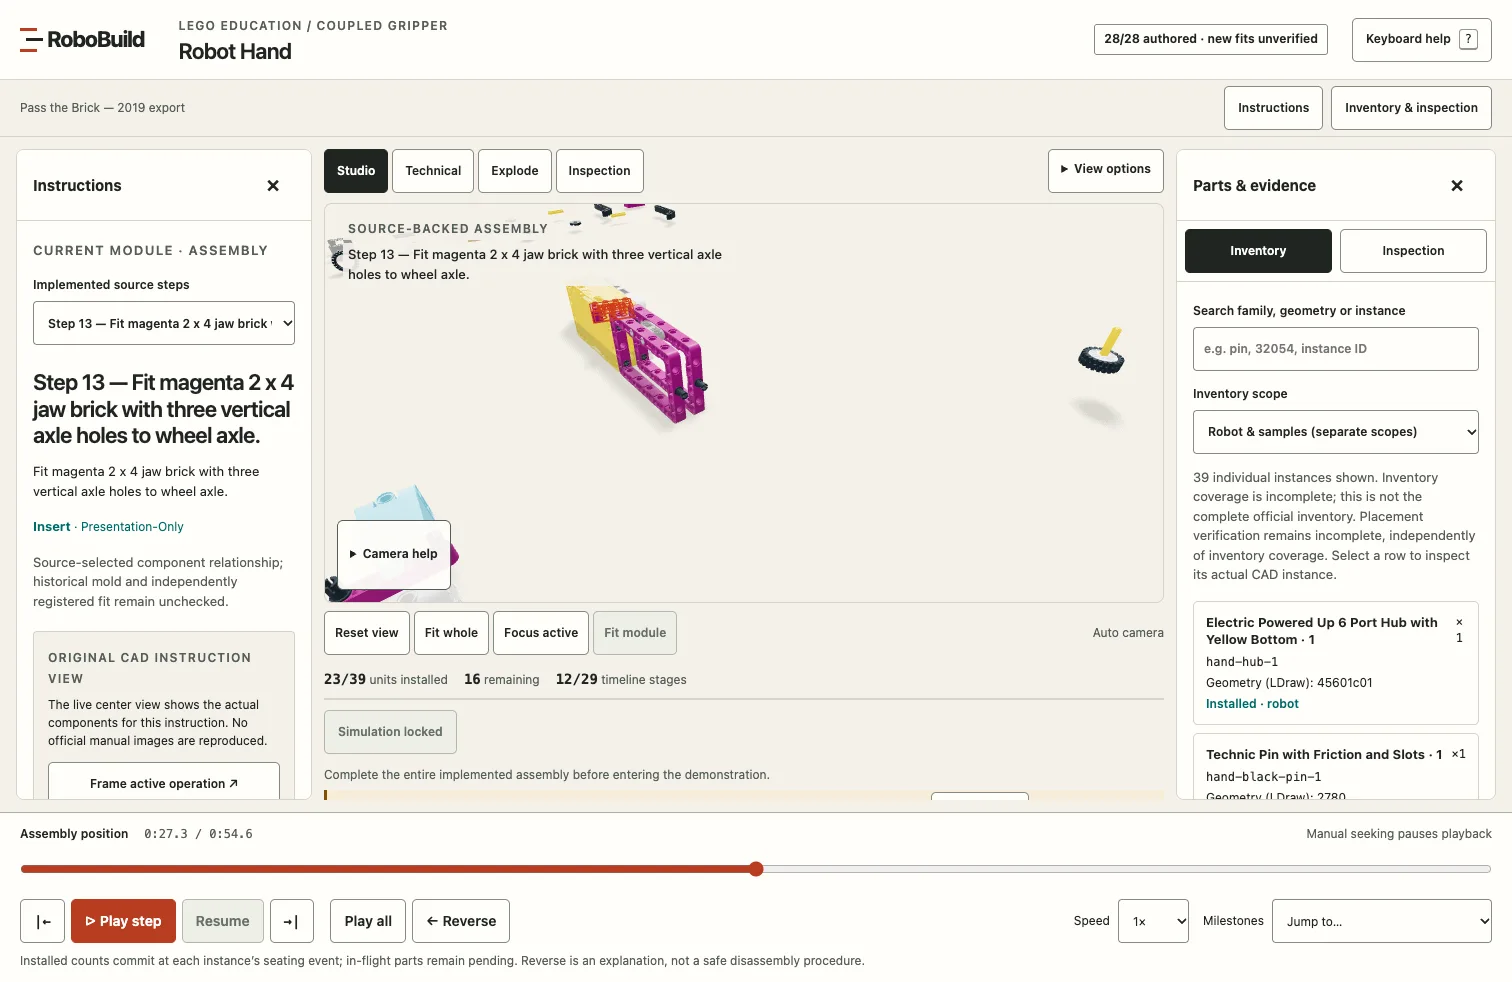 RoboBuild
LEGO EDUCATION / COUPLED GRIPPER
Robot Hand
28/28 authored · new fits unverified
Keyboard help ?
Pass the Brick — 2019 export
Instructions
Inventory & inspection
Instructions
✕
CURRENT MODULE · ASSEMBLY
Implemented source steps
Step 13 — Fit magenta 2 x 4 jaw brick
Step 13 — Fit magenta 2 x 4
jaw brick with three vertical
axle holes to wheel axle.
Fit magenta 2 x 4 jaw brick with three
vertical axle holes to wheel axle.
Insert · Presentation-Only
Source-selected component relationship;
historical mold and independently
registered fit remain unchecked.
ORIGINAL CAD INSTRUCTION
VIEW
The live center view shows the actual
components for this instruction. No
official manual images are reproduced.
Frame active operation ↗
Studio
Technical
Explode
Inspection
▶ View options
SOURCE-BACKED ASSEMBLY
Step 13 — Fit magenta 2 x 4 jaw brick with three vertical axle
holes to wheel axle.
▶ Camera help
Reset view
Fit whole
Focus active
Fit module
Auto camera
23/39 units installed 16 remaining 12/29 timeline stages
Simulation locked
Complete the entire implemented assembly before entering the demonstration.
Parts & evidence
✕
Inventory
Inspection
Search family, geometry or instance
e.g. pin, 32054, instance ID
Inventory scope
Robot & samples (separate scopes)
39 individual instances shown. Inventory
coverage is incomplete; this is not the
complete official inventory. Placement
verification remains incomplete, independently
of inventory coverage. Select a row to inspect
its actual CAD instance.
Electric Powered Up 6 Port Hub with
Yellow Bottom · 1
×
1
hand-hub-1
Geometry (LDraw): 45601c01
Installed · robot
Technic Pin with Friction and Slots · 1 ×1
hand-black-pin-1
Geometry (LDraw): 2780
Assembly position 0:27.3 / 0:54.6
Manual seeking pauses playback
|←
▷ Play step
Resume
→|
Play all
← Reverse
Speed
1×
Milestones
Jump to...
Installed counts commit at each instance's seating event; in-flight parts remain pending. Reverse is an explanation, not a safe disassembly procedure.